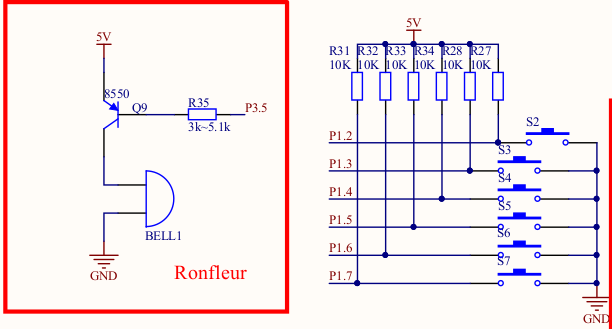 5V
8550
Q9
R35
P3.5
3k~5.1k
BELL1
GND
Ronfleur
5V
R31 R32 R33 R34 R28 R27
10K 10K 10K 10K 10K 10K
S2
P1.2
S3
P1.3
S4
P1.4
S5
P1.5
S6
P1.6
S7
P1.7
GND